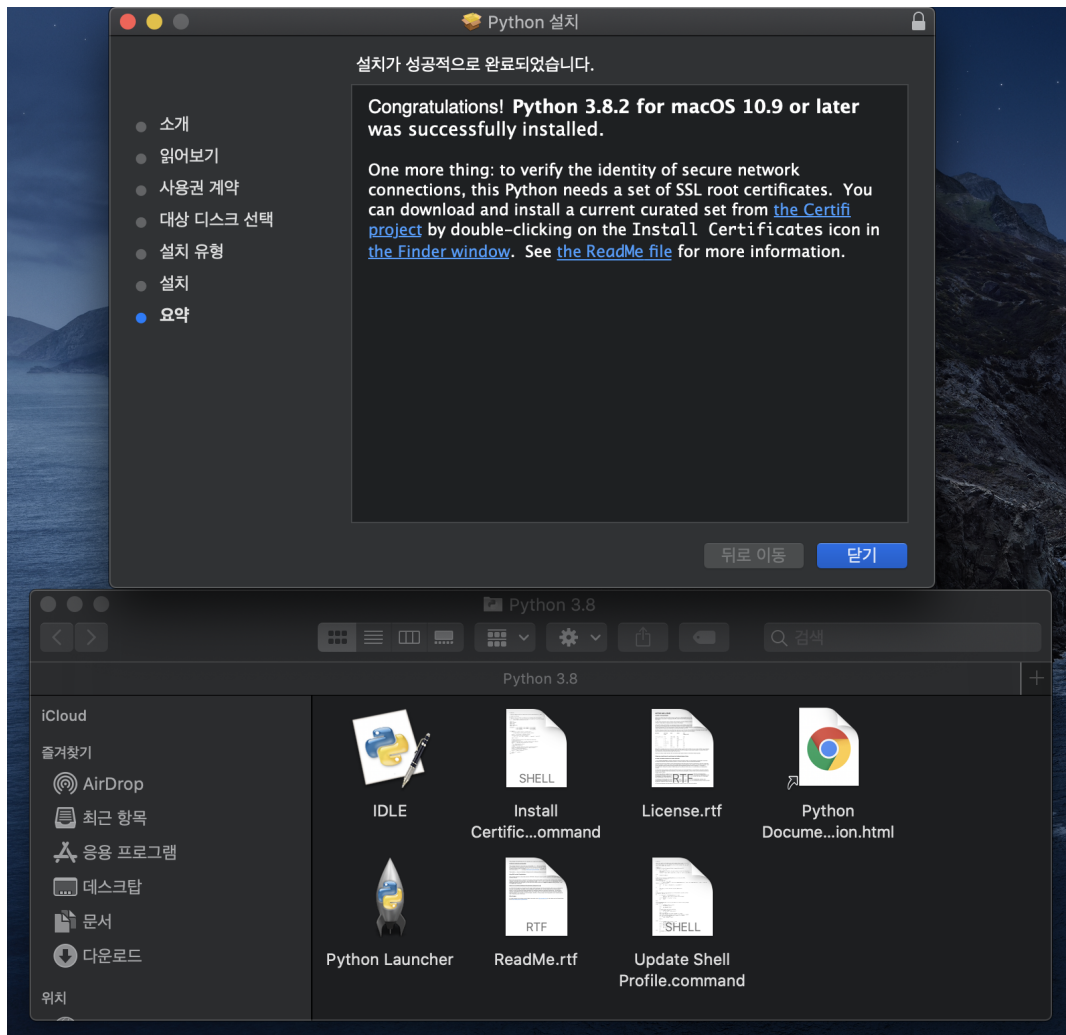 Python 설치
설치가 성공적으로 완료되었습니다.
소개
읽어보기
사용권 계약
대상 디스크 선택
설치 유형
설치
요약
Congratulations! Python 3.8.2 for macOS 10.9 or later
was successfully installed.
One more thing: to verify the identity of secure network
connections, this Python needs a set of SSL root certificates. You
can download and install a current curated set from the Certifi
project by double-clicking on the Install Certificates icon in
the Finder window. See the ReadMe file for more information.
뒤로 이동
닫기
Python 3.8
검색
Python 3.8
iCloud
즐겨찾기
AirDrop
최근 항목
응용 프로그램
데스크탑
문서
다운로드
위치
IDLE
SHELL
Install
Certific...ommand
RTF
License.rtf
Python
Docume...ion.html
Python Launcher
RTF
ReadMe.rtf
SHELL
Update Shell
Profile.command